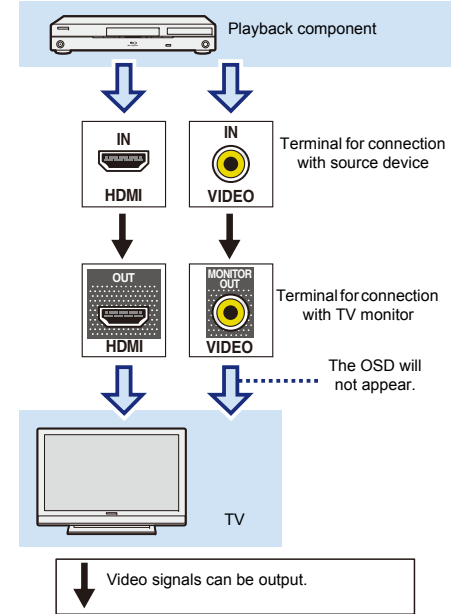 Playback component
IN
HDMI
IN
VIDEO
Terminal for connection
with source device
OUT
HDMI
MONITOR
OUT
VIDEO
Terminal for connection
with TV monitor
The OSD will
not appear.
TV
Video signals can be output.